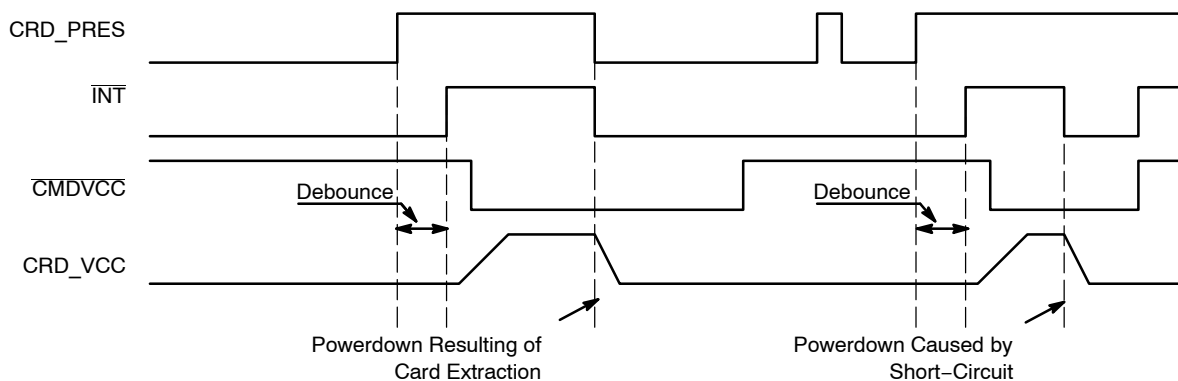 CRD_PRES
INT
CMDVCC
Debounce
Debounce
CRD_VCC
Powerdown Resulting of
Card Extraction
Powerdown Caused by
Short−Circuit